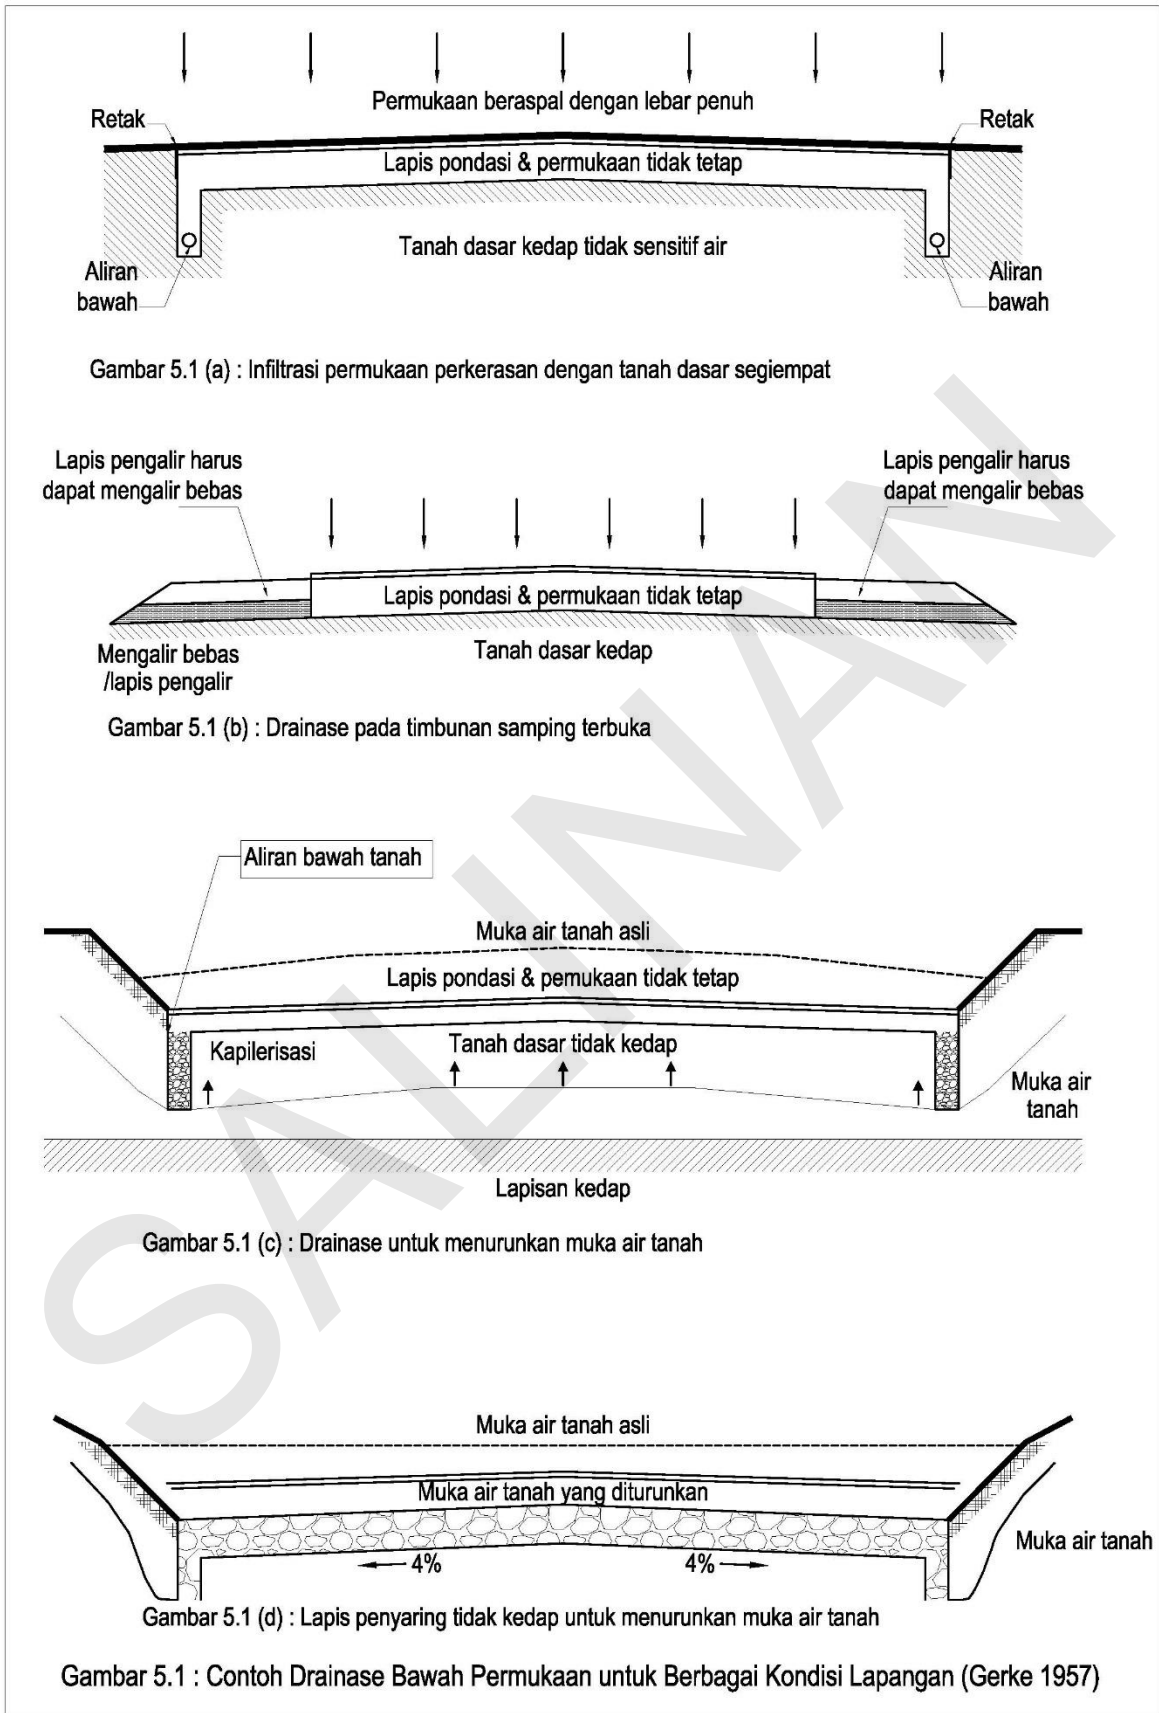 Permukaan beraspal dengan lebar penuh
Retak
Retak
Lapis pondasi & permukaan tidak tetap
Tanah dasar kedap tidak sensitif air
Aliran
bawah
Aliran
bawah
Gambar 5.1 (a) : Infiltrasi permukaan perkerasan dengan tanah dasar segiempat
Lapis pengalir harus
dapat mengalir bebas
Lapis pengalir harus
dapat mengalir bebas
Lapis pondasi & permukaan tidak tetap
Tanah dasar kedap
Mengalir bebas
/lapis pengalir
Gambar 5.1 (b) : Drainase pada timbunan samping terbuka
Aliran bawah tanah
Muka air tanah asli
Lapis pondasi & pemukaan tidak tetap
Kapilerisasi
Tanah dasar tidak kedap
Muka air
tanah
Lapisan kedap
Gambar 5.1 (c) : Drainase untuk menurunkan muka air tanah
Muka air tanah asli
Muka air tanah yang diturunkan
4%
4%
Muka air tanah
Gambar 5.1 (d) : Lapis penyaring tidak kedap untuk menurunkan muka air tanah
Gambar 5.1 : Contoh Drainase Bawah Permukaan untuk Berbagai Kondisi Lapangan (Gerke 1957)
SALINAN